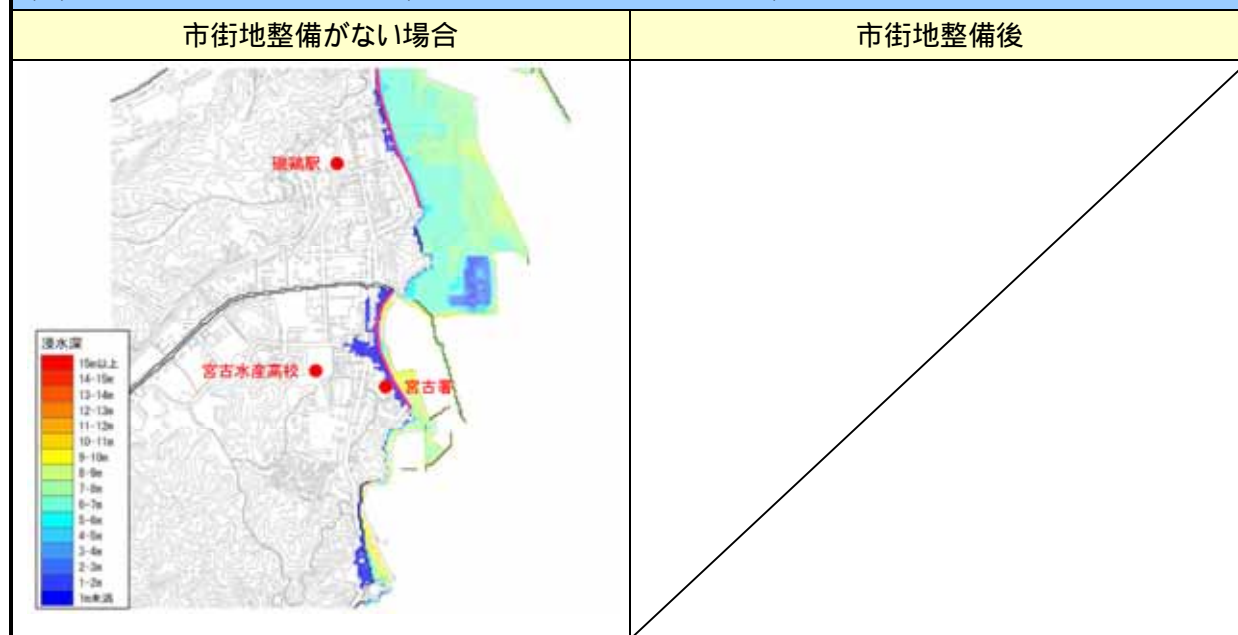 市街地整備がない場合
市街地整備後
磯鶏駅
宮古水産高校
宮古署
浸水深
15m以上
14-15m
13-14m
12-13m
11-12m
10-11m
9-10m
8-9m
7-8m
6-7m
5-6m
4-5m
3-4m
2-3m
1-2m
1m未満